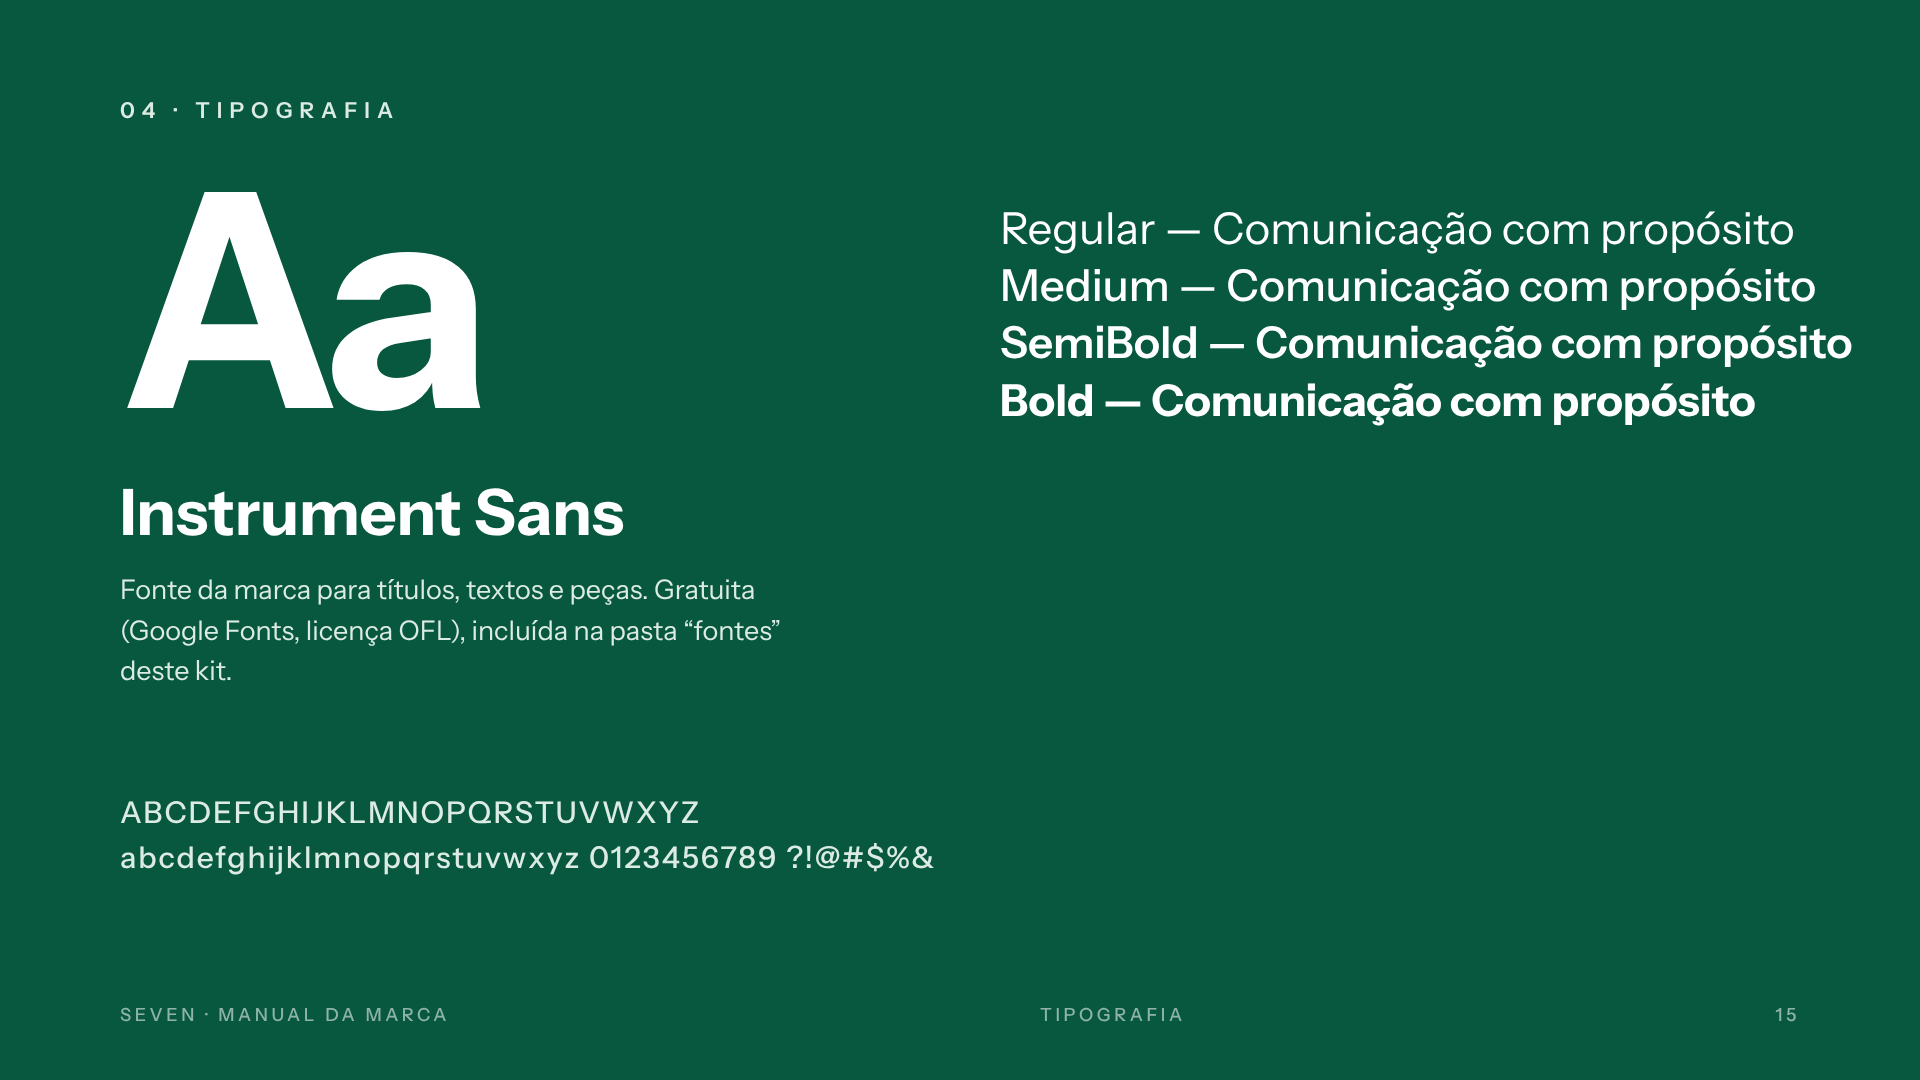 04 · TIPOGRAFIA
Aa
Regular — Comunicação com propósito
Medium — Comunicação com propósito
SemiBold — Comunicação com propósito
Bold — Comunicação com propósito
Instrument Sans
Fonte da marca para títulos, textos e peças. Gratuita
(Google Fonts, licença OFL), incluída na pasta “fontes”
deste kit.
ABCDEFGHIJKLMNOPQRSTUVWXYZ
abcdefghijklmnopqrstuvwxyz 0123456789 ?!@#$%&
SEVEN · MANUAL DA MARCA
TIPOGRAFIA
15